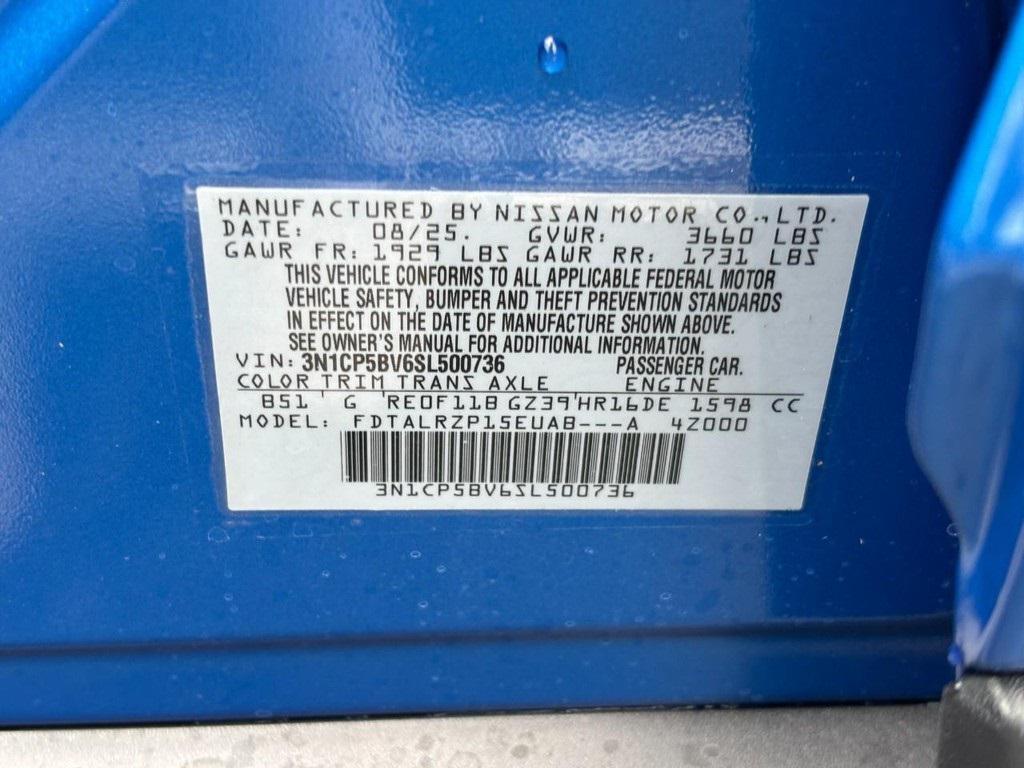 MANUFACTURED BY NISSAN MOTOR CO., LTD.
DATE: 08/25. GVWR: 3660 LBS
GAWR FR: 1929 LBS GAWR RR: 1731 LBS
THIS VEHICLE CONFORMS TO ALL APPLICABLE FEDERAL MOTOR
VEHICLE SAFETY, BUMPER AND THEFT PREVENTION STANDARDS
IN EFFECT ON THE DATE OF MANUFACTURE SHOWN ABOVE.
SEE OWNER'S MANUAL FOR ADDITIONAL INFORMATION.
VIN: 3N1CP5BV6SL500736 PASSENGER CAR.
COLOR TRIM TRANS AXLE ENGINE
B51 G RE0F11B GZ39 HR16DE 1598 CC
MODEL: FDTALRZP15EUAB---A 4Z000
3N1CP5BV6SL500736